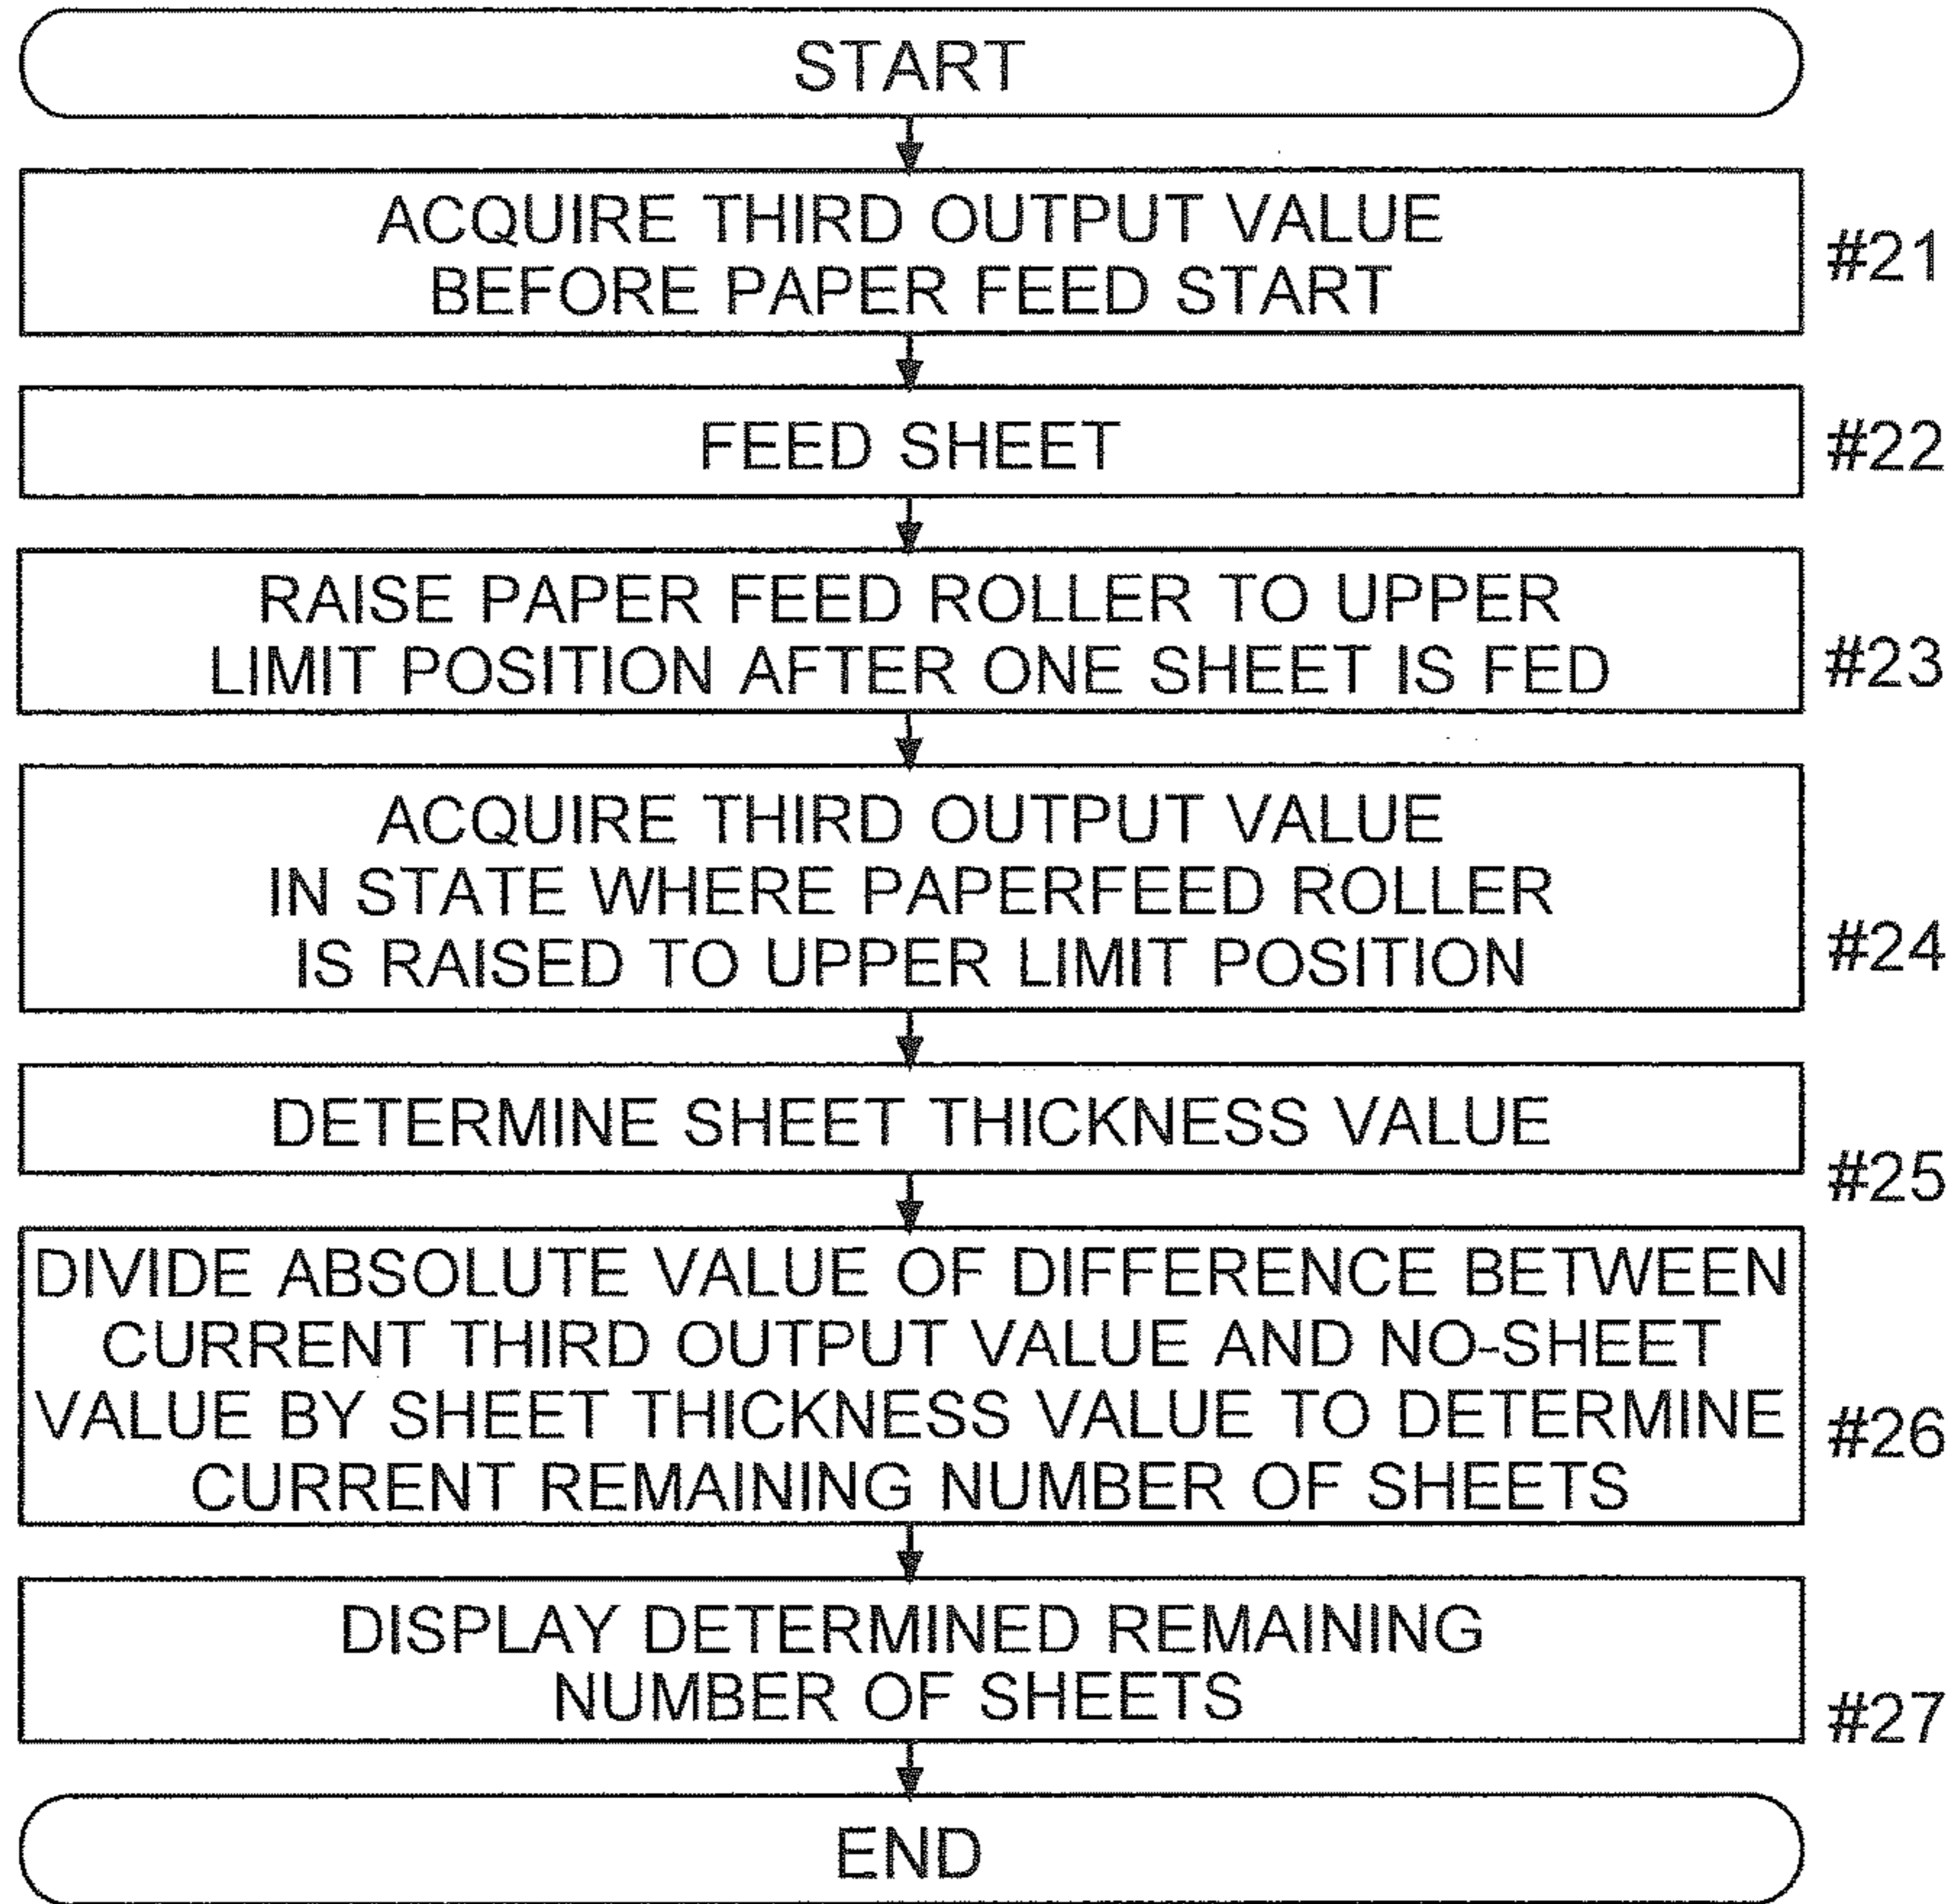 START
ACQUIRE THIRD OUTPUT VALUE
BEFORE PAPER FEED START
#21
FEED SHEET
#22
RAISE PAPER FEED ROLLER TO UPPER
LIMIT POSITION AFTER ONE SHEET IS FED
#23
ACQUIRE THIRD OUTPUT VALUE
IN STATE WHERE PAPERFEED ROLLER
IS RAISED TO UPPER LIMIT POSITION
#24
DETERMINE SHEET THICKNESS VALUE
#25
DIVIDE ABSOLUTE VALUE OF DIFFERENCE BETWEEN
CURRENT THIRD OUTPUT VALUE AND NO-SHEET
VALUE BY SHEET THICKNESS VALUE TO DETERMINE
CURRENT REMAINING NUMBER OF SHEETS
#26
DISPLAY DETERMINED REMAINING
NUMBER OF SHEETS
#27
END